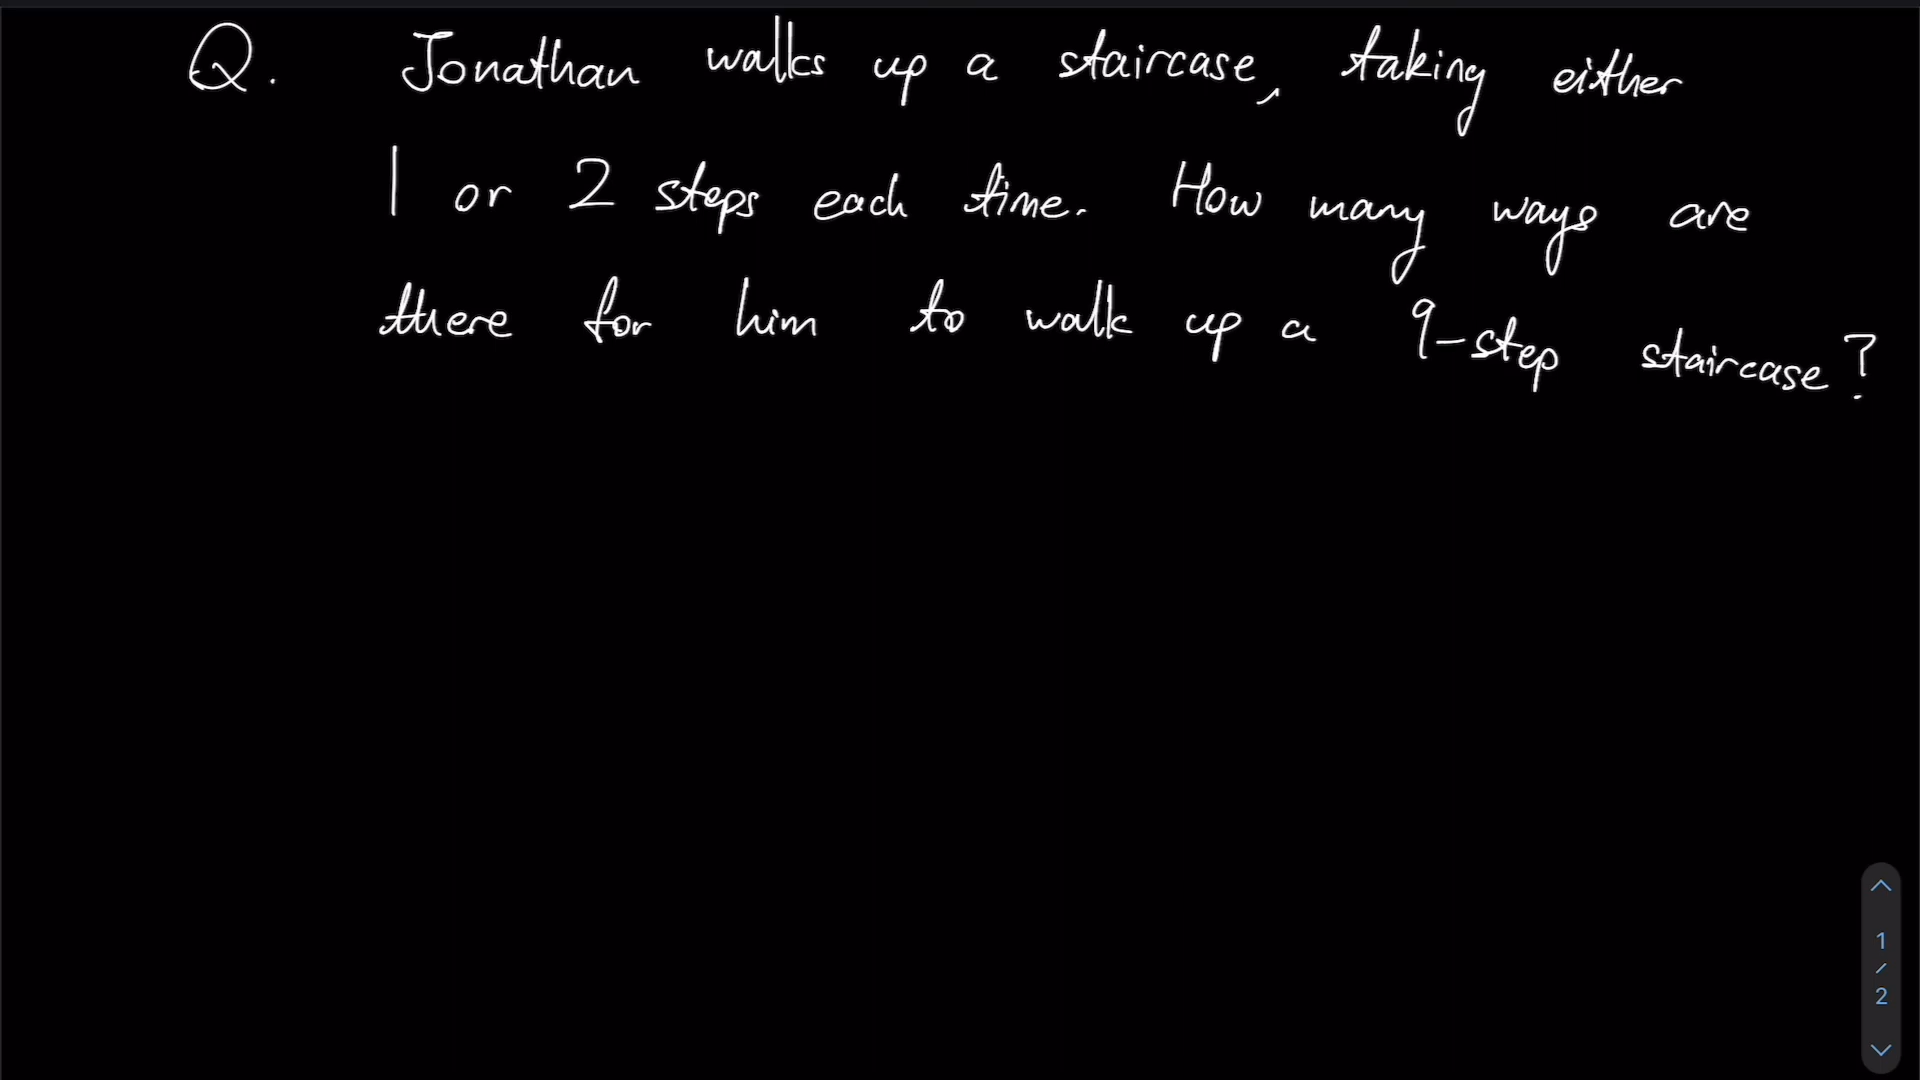 Q. Jonathan walks up a staircase, taking either
1 or 2 steps each time. How many ways are
there for him to walk up a 9-step staircase?
1
/
2